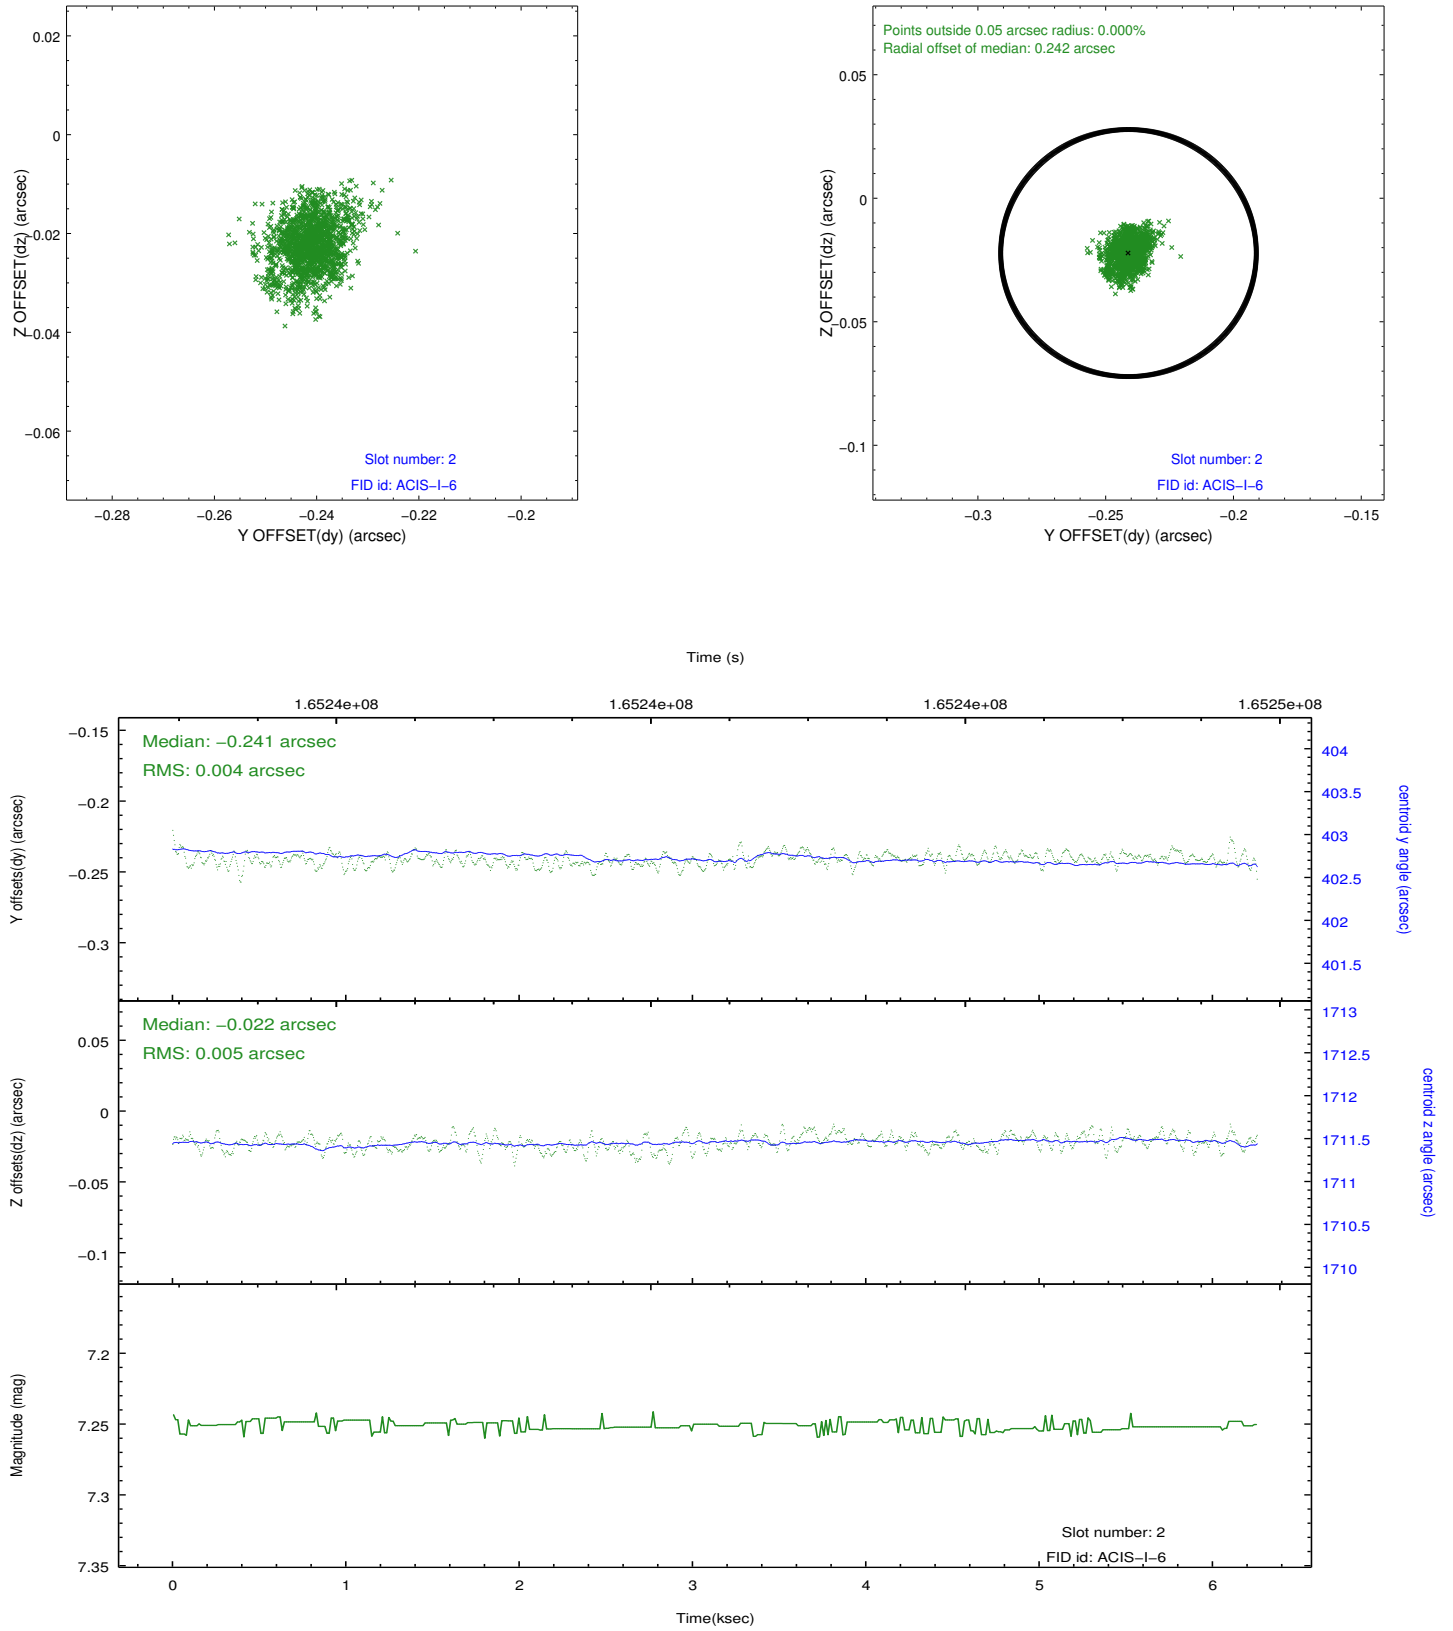 0.02
0
−0.02
−0.04
−0.06
Z OFFSET(dz) (arcsec)
Slot number: 2
FID id: ACIS−I−6
−0.28
−0.26
−0.24
−0.22
−0.2
Y OFFSET(dy) (arcsec)
Points outside 0.05 arcsec radius: 0.000%
Radial offset of median: 0.242 arcsec
0.05
0
−0.05
−0.1
Z OFFSET(dz) (arcsec)
Slot number: 2
FID id: ACIS−I−6
−0.3
−0.25
−0.2
−0.15
Y OFFSET(dy) (arcsec)
Time (s)
1.6524e+08
1.6524e+08
1.6524e+08
1.6525e+08
Median: −0.241 arcsec
RMS: 0.004 arcsec
−0.15
−0.2
−0.25
−0.3
Y offsets(dy) (arcsec)
404
403.5
403
402.5
402
401.5
centroid y angle (arcsec)
Median: −0.022 arcsec
RMS: 0.005 arcsec
0.05
0
−0.05
−0.1
Z offsets(dz) (arcsec)
1713
1712.5
1712
1711.5
1711
1710.5
1710
centroid z angle (arcsec)
7.2
7.25
7.3
7.35
Magnitude (mag)
Slot number: 2
FID id: ACIS−I−6
0
1
2
3
4
5
6
Time(ksec)